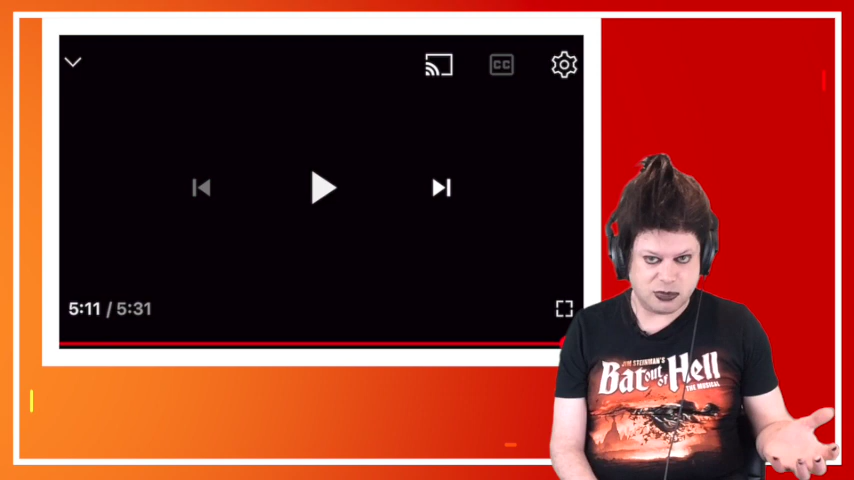 CC
5:11 / 5:31
JIM STEINMAN'S
Bat out of Hell
THE MUSICAL